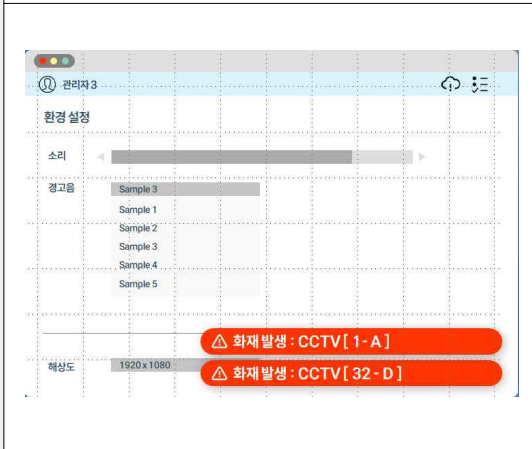 관리자 3
환경 설정
소리
경고음
Sample 3
Sample 1
Sample 2
Sample 3
Sample 4
Sample 5
화재 발생 : CCTV [ 1 - A ]
해상도
1920 x 1080
화재 발생 : CCTV [ 32 - D ]